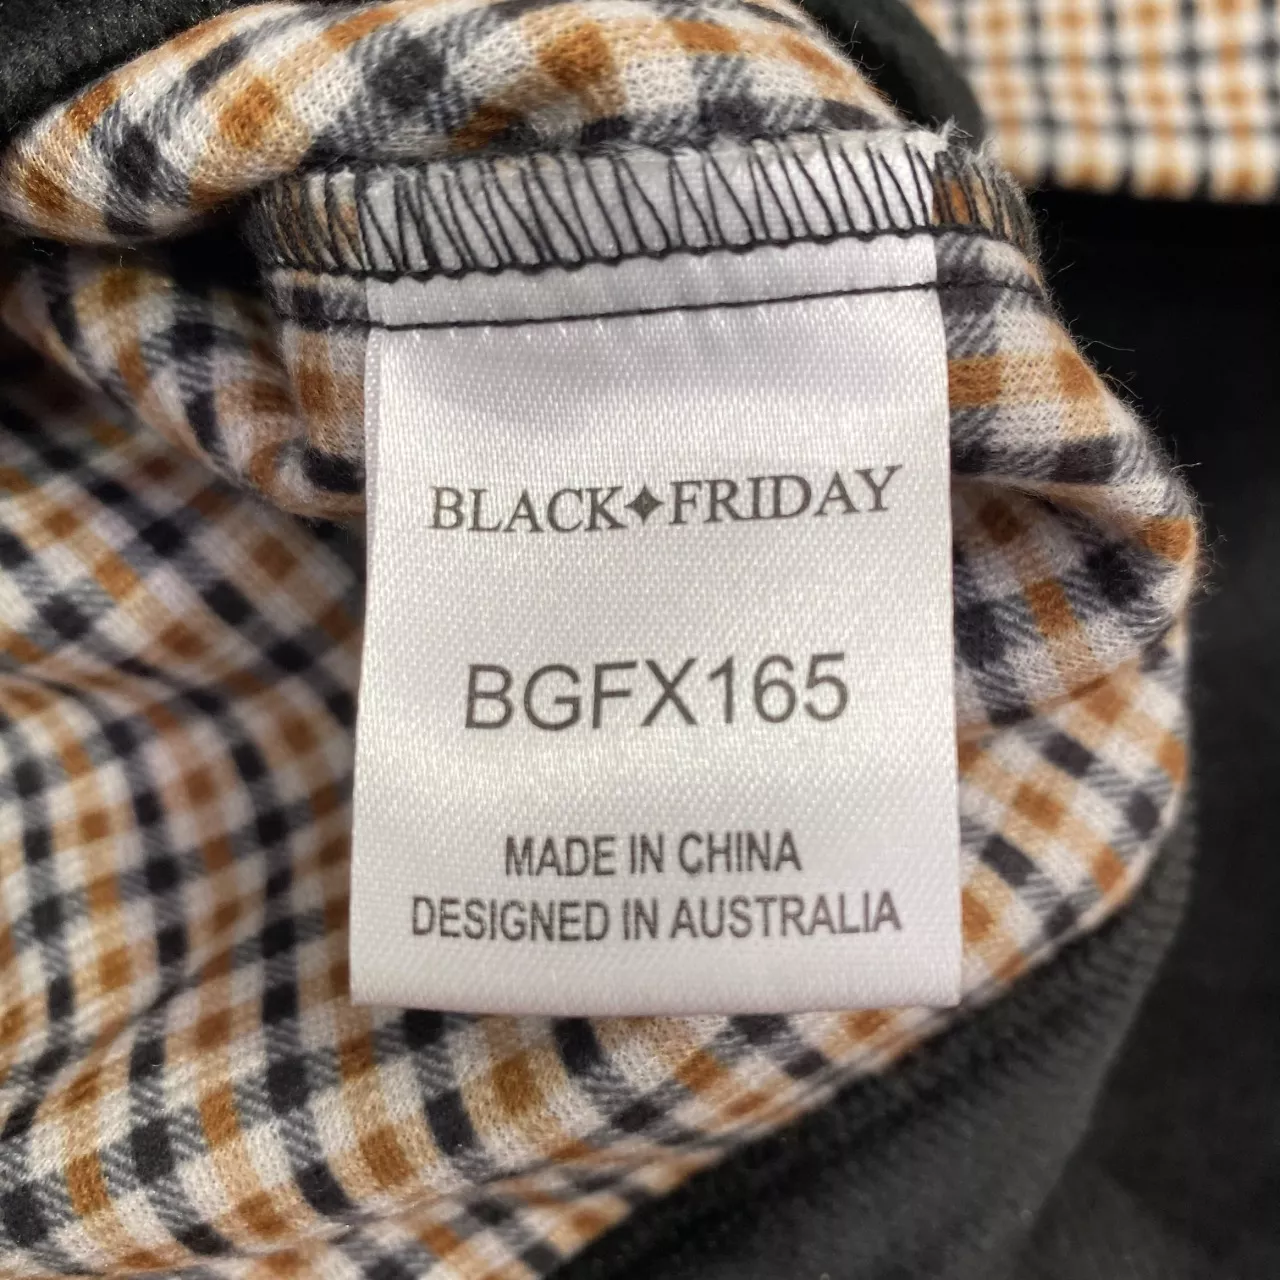 BLACK✦FRIDAY
BGFX165
MADE IN CHINA
DESIGNED IN AUSTRALIA